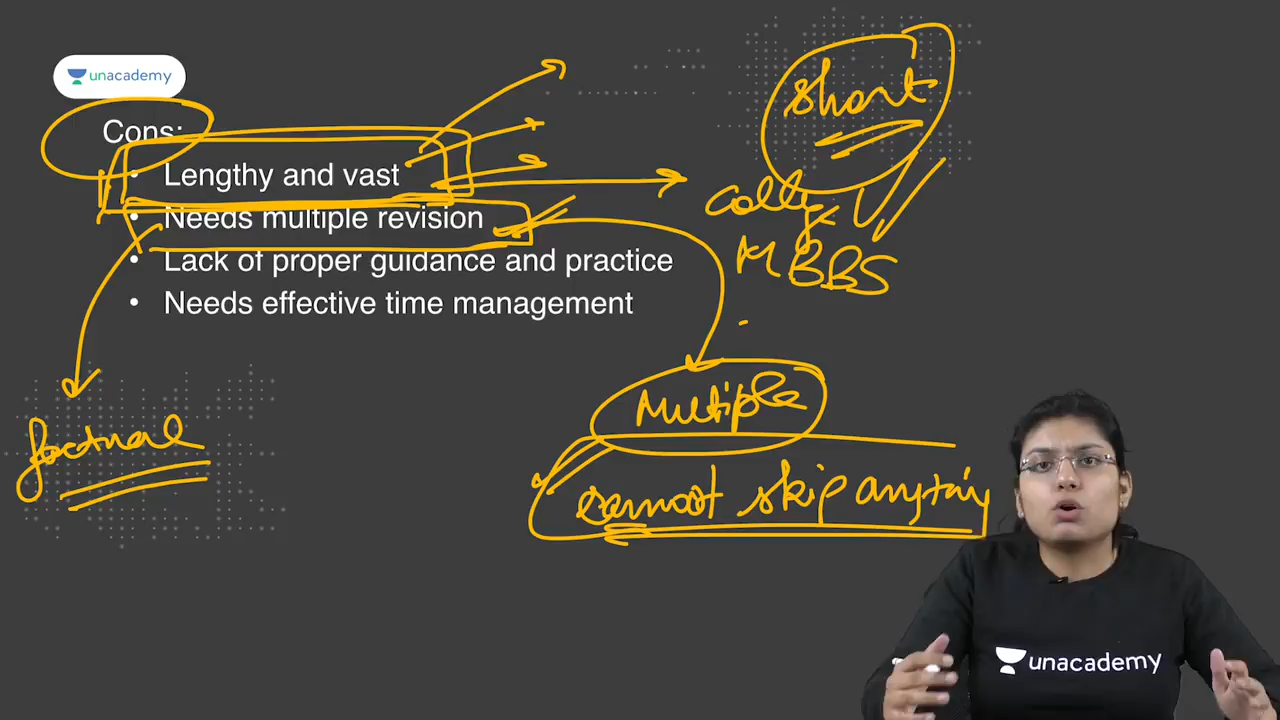 unacademy
Cons:
• Lengthy and vast
• Needs multiple revision
• Lack of proper guidance and practice
• Needs effective time management
short
MBBS
factual
Multiple
cannot skip anything
unacademy